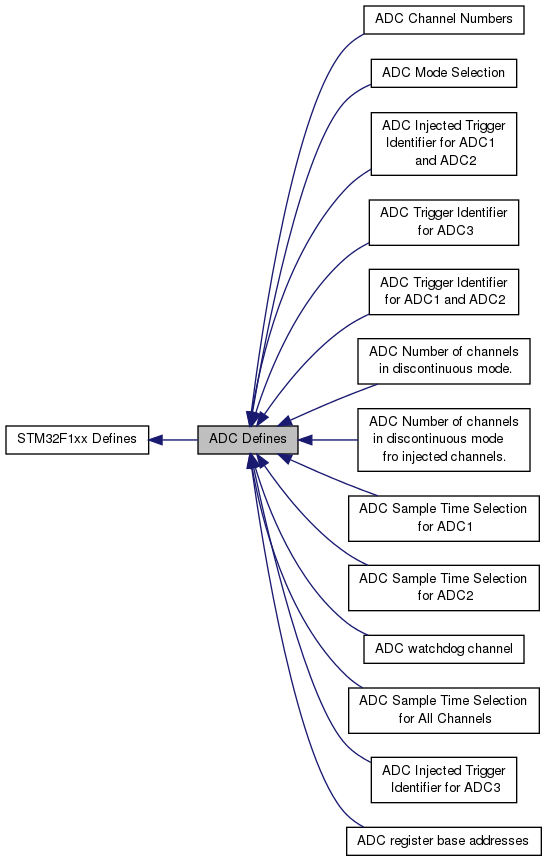 ADC Channel Numbers
ADC Mode Selection
ADC Injected Trigger
Identifier for ADC1
and ADC2
ADC Trigger Identifier
for ADC3
ADC Trigger Identifier
for ADC1 and ADC2
ADC Number of channels
in discontinuous mode.
STM32F1xx Defines
ADC Defines
ADC Number of channels
in discontinuous mode
fro injected channels.
ADC Sample Time Selection
for ADC1
ADC Sample Time Selection
for ADC2
ADC watchdog channel
ADC Sample Time Selection
for All Channels
ADC Injected Trigger
Identifier for ADC3
ADC register base addresses